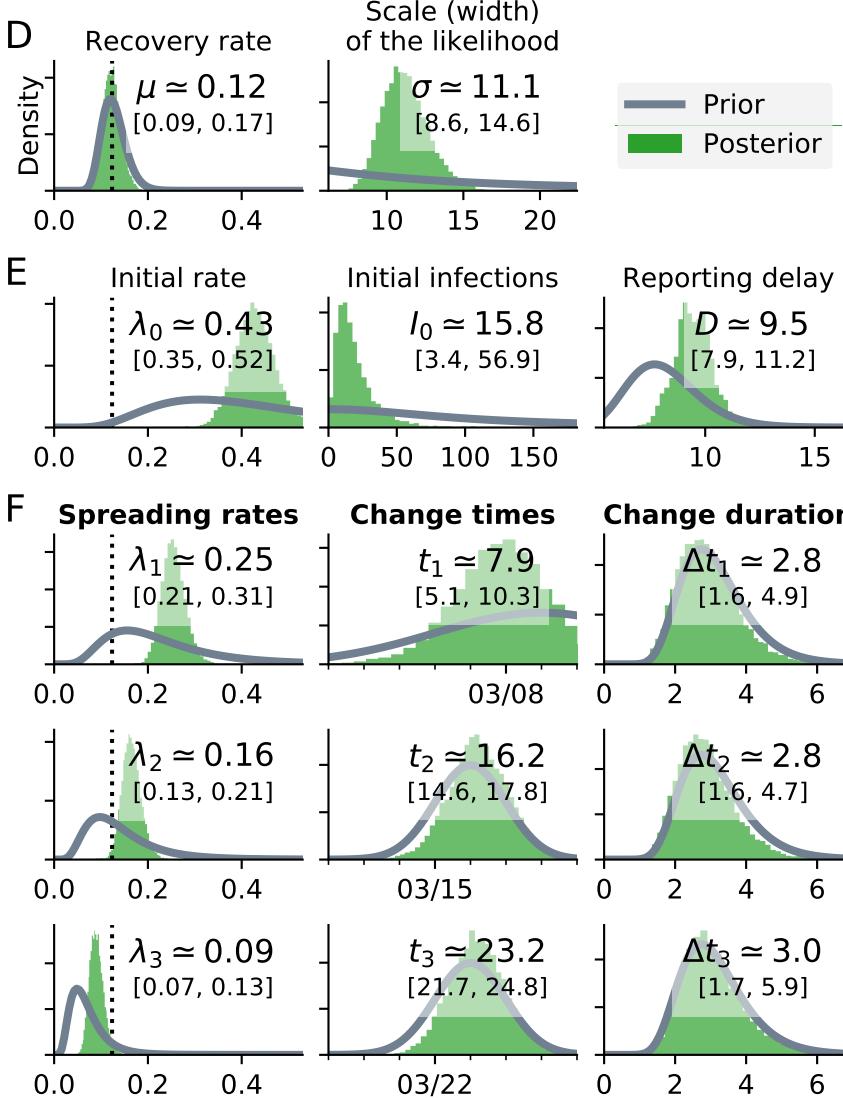 D
Recovery rate
Scale (width)
of the likelihood
Density
μ ≃ 0.12
[0.09, 0.17]
σ ≃ 11.1
[8.6, 14.6]
Prior
Posterior
0.0 0.2 0.4
10 15 20
E
Initial rate
Initial infections
Reporting delay
λ0 ≃ 0.43
[0.35, 0.52]
I0 ≃ 15.8
[3.4, 56.9]
D ≃ 9.5
[7.9, 11.2]
0.0 0.2 0.4
0 50 100 150
10 15
F
Spreading rates
Change times
Change duration
λ1 ≃ 0.25
[0.21, 0.31]
t1 ≃ 7.9
[5.1, 10.3]
Δt1 ≃ 2.8
[1.6, 4.9]
0.0 0.2 0.4
03/08
2 4 6
λ2 ≃ 0.16
[0.13, 0.21]
t2 ≃ 16.2
[14.6, 17.8]
Δt2 ≃ 2.8
[1.6, 4.7]
0.0 0.2 0.4
03/15
2 4 6
λ3 ≃ 0.09
[0.07, 0.13]
t3 ≃ 23.2
[21.7, 24.8]
Δt3 ≃ 3.0
[1.7, 5.9]
0.0 0.2 0.4
03/22
2 4 6